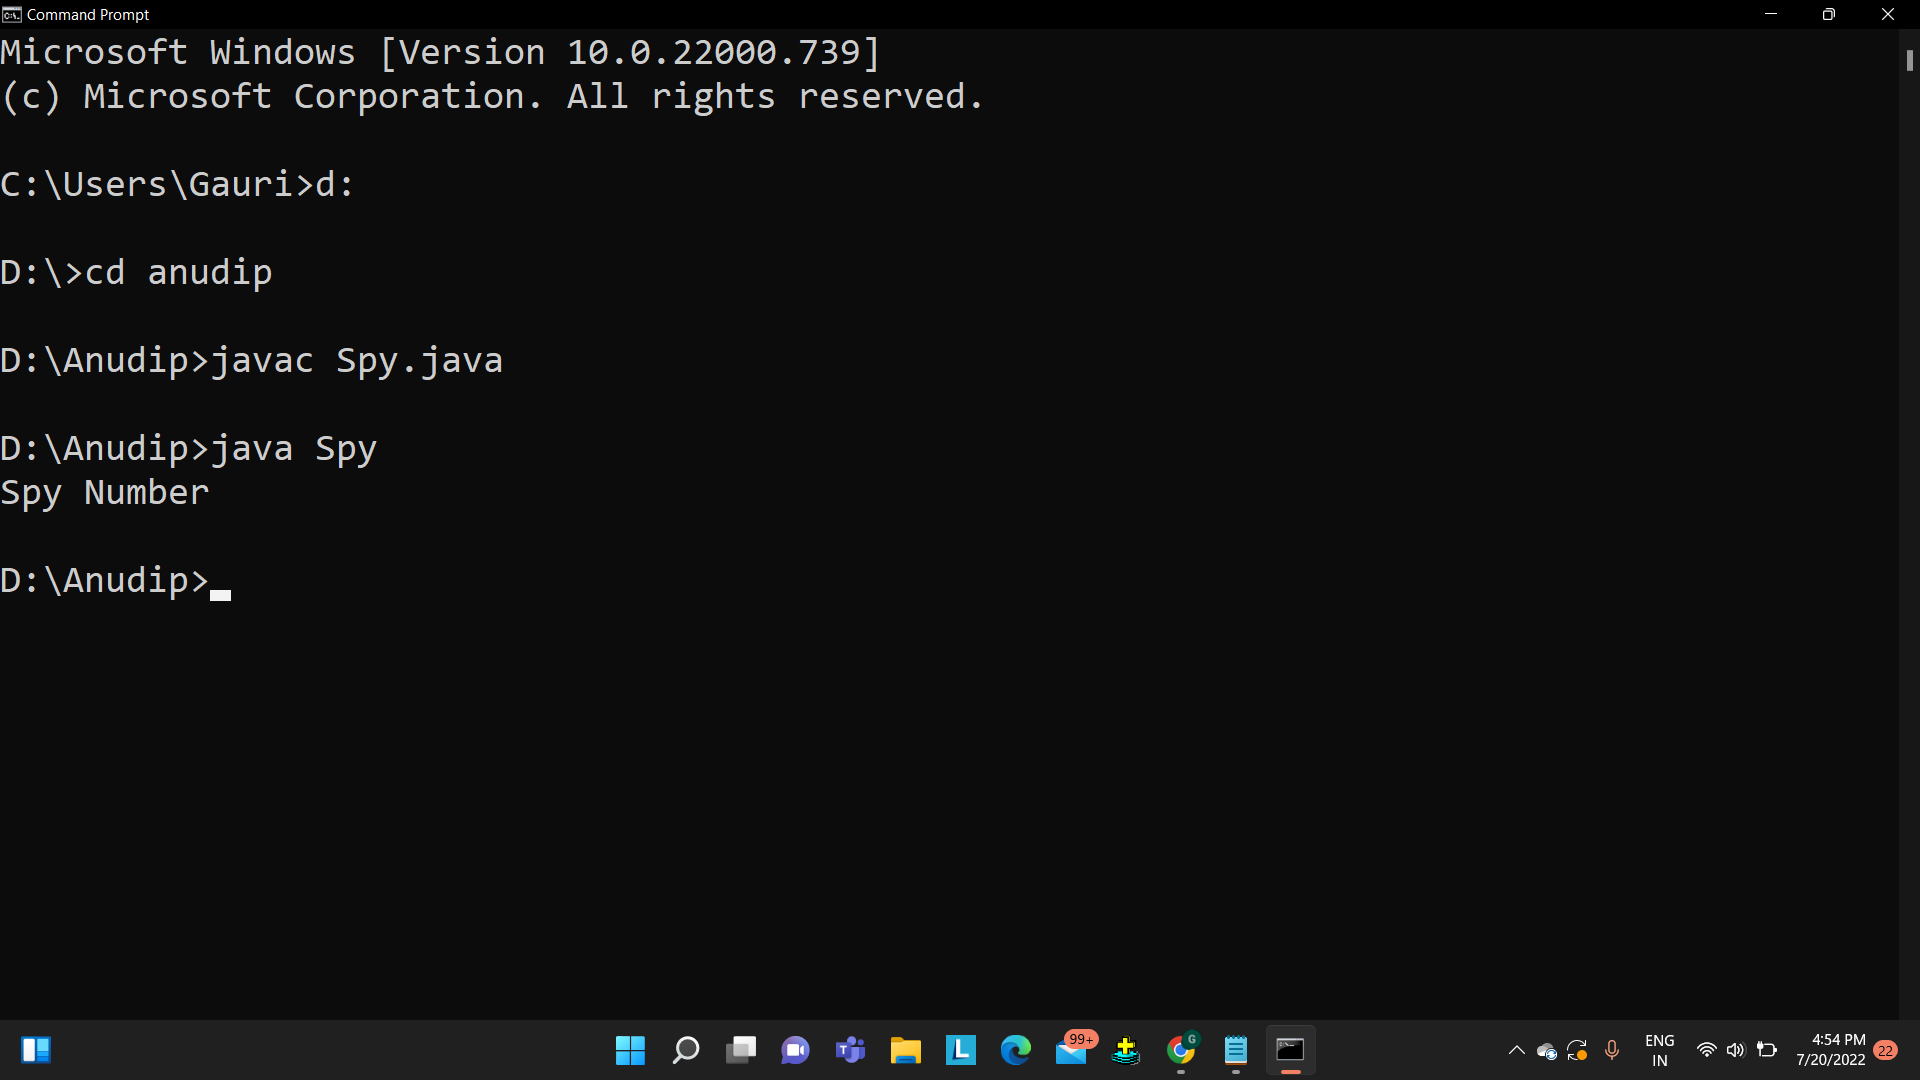 Command Prompt
Microsoft Windows [Version 10.0.22000.739]
(c) Microsoft Corporation. All rights reserved.
C:\Users\Gauri>d:
D:\>cd anudip
D:\Anudip>javac Spy.java
D:\Anudip>java Spy
Spy Number
D:\Anudip>
99+
G
L
ENG
IN
4:54 PM
7/20/2022
22